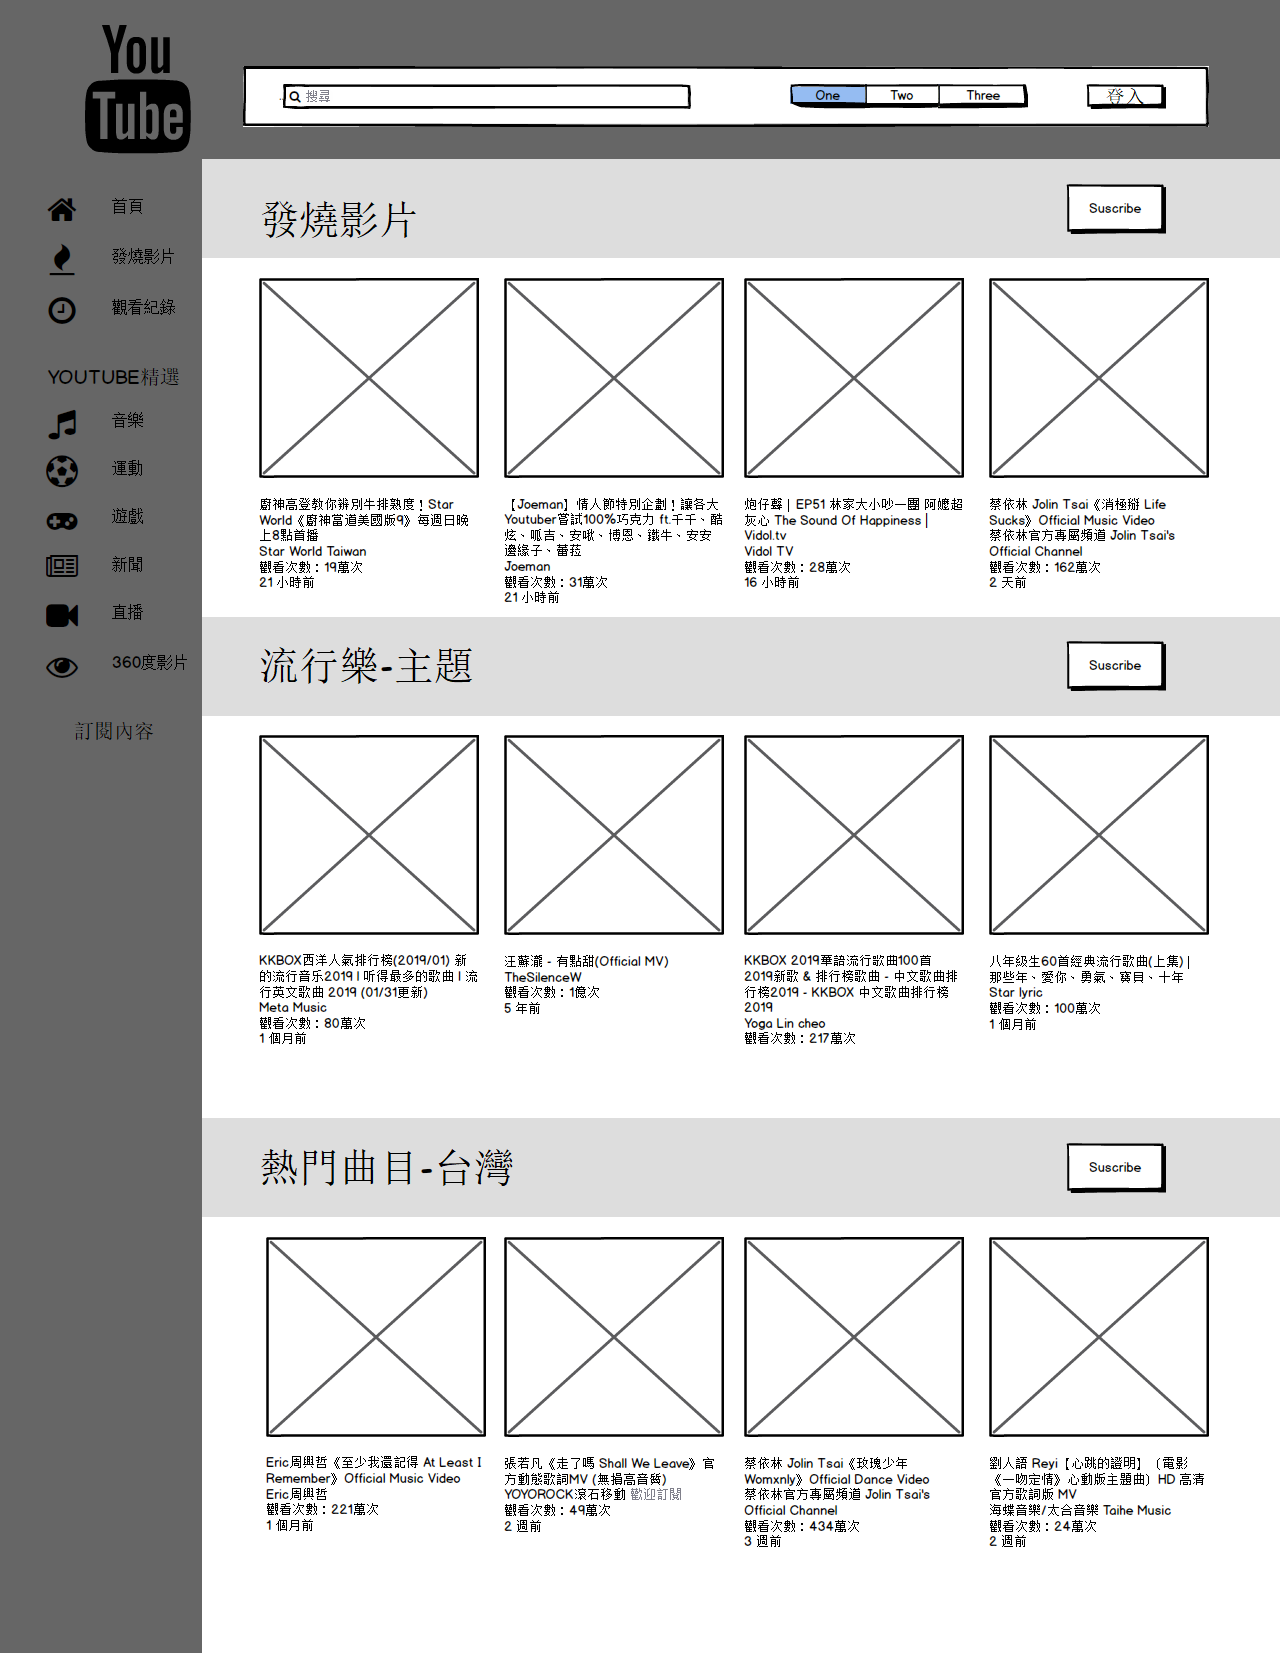 You
Tube
搜尋
One
Two
Three
登入
首頁
發燒影片
觀看紀錄
YOUTUBE精選
音樂
運動
遊戲
新聞
直播
360度影片
訂閱內容
發燒影片
Suscribe
廚神高登教你辨別牛排熟度！Star
World《廚神當道美國版9》每週日晚
上8點首播
Star World Taiwan
觀看次數：19萬次
21 小時前
【Joeman】情人節特別企劃！讓各大
Youtuber嘗試100%巧克力 ft.千千、酷
炫、呱吉、安啾、博恩、鐵牛、安安
邊緣子、蕾菈
Joeman
觀看次數：31萬次
21 小時前
炮仔聲｜EP51 林家大小吵一團 阿嬤超
灰心 The Sound Of Happiness│
Vidol.tv
Vidol TV
觀看次數：28萬次
16 小時前
蔡依林 Jolin Tsai《消極掰 Life
Sucks》Official Music Video
蔡依林官方專屬頻道 Jolin Tsai's
Official Channel
觀看次數：162萬次
2 天前
流行樂-主題
Suscribe
KKBOX西洋人氣排行榜(2019/01) 新
的流行音乐2019 l 听得最多的歌曲 l 流
行英文歌曲 2019 (01/31更新)
Meta Music
觀看次數：80萬次
1 個月前
汪蘇瀧 - 有點甜(Official MV)
TheSilenceW
觀看次數：1億次
5 年前
KKBOX 2019華語流行歌曲100首
2019新歌 & 排行榜歌曲 - 中文歌曲排
行榜2019 - KKBOX 中文歌曲排行榜
2019
Yoga Lin cheo
觀看次數：217萬次
八年級生60首經典流行歌曲(上集) |
那些年、愛你、勇氣、寶貝、十年
Star lyric
觀看次數：100萬次
1 個月前
熱門曲目-台灣
Suscribe
Eric周興哲《至少我還記得 At Least I
Remember》Official Music Video
Eric周興哲
觀看次數：221萬次
1 個月前
張若凡《走了嗎 Shall We Leave》官
方動態歌詞MV (無損高音質)
YOYOROCK滾石移動 歡迎訂閱
觀看次數：49萬次
2 週前
蔡依林 Jolin Tsai《玫瑰少年
Womxnly》Official Dance Video
蔡依林官方專屬頻道 Jolin Tsai's
Official Channel
觀看次數：434萬次
3 週前
劉人語 Reyi【心跳的證明】〔電影
《一吻定情》心動版主題曲〕HD 高清
官方歌詞版 MV
海蝶音樂/太合音樂 Taihe Music
觀看次數：24萬次
2 週前